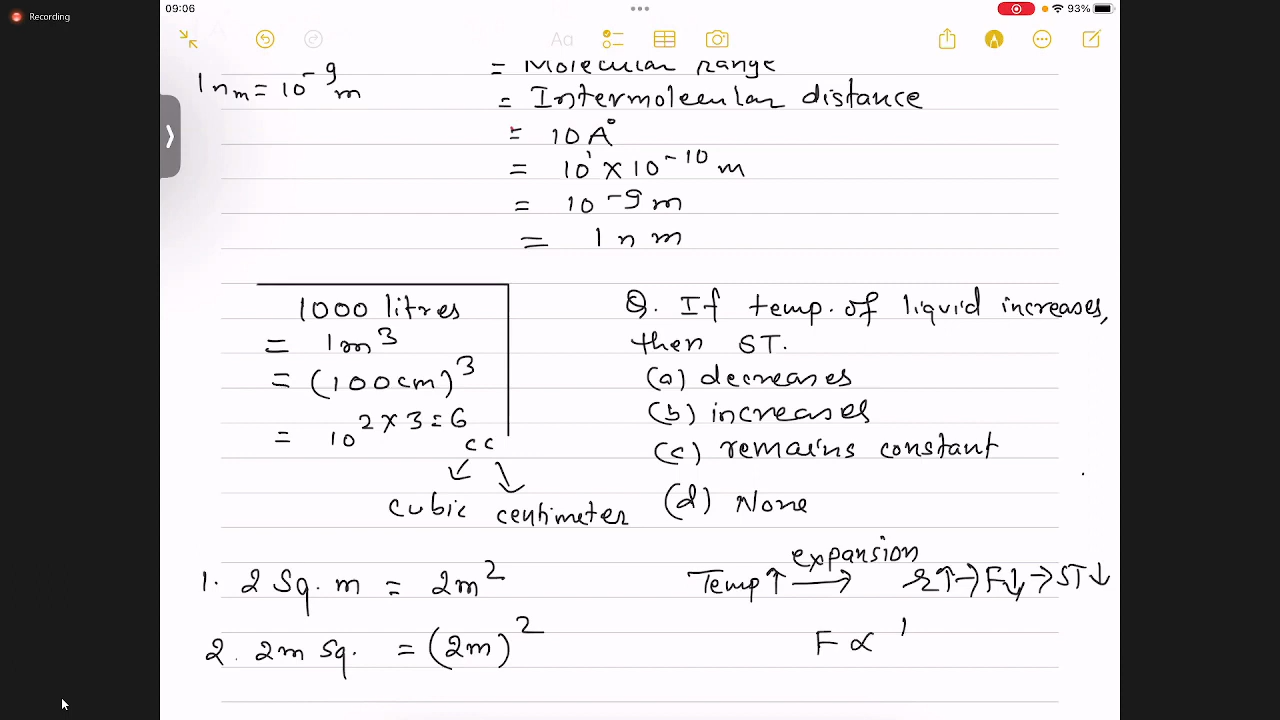 Recording
09:06
93%
Aa
1nm = 10⁻⁹ m
= Molecular range
= Intermolecular distance
= 10 A°
= 10¹ × 10⁻¹⁰ m
= 10⁻⁹ m
= 1 n m
1000 litres
= 1m³
= (100cm)³
= 10^2×3=6 cc
cubic centimeter
Q. If temp. of liquid increases,
then ST.
(a) decreases
(b) increases
(c) remains constant
(d) None
1. 2 Sq. m = 2m²
2. 2m Sq. = (2m)²
expansion
Temp↑ → r↑→F↓→ST↓
F ∝ 1